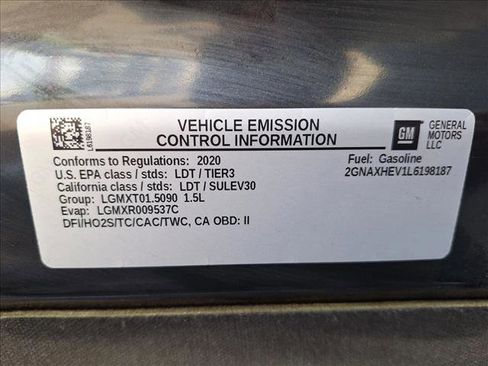 L6198187
VEHICLE EMISSION
CONTROL INFORMATION
GM
GENERAL
MOTORS
LLC
Conforms to Regulations: 2020
U.S. EPA class / stds: LDT / TIER3
California class / stds: LDT / SULEV30
Group: LGMXT01.5090 1.5L
Evap: LGMXR009537C
DFI/HO2S/TC/CAC/TWC, CA OBD: II
Fuel: Gasoline
2GNAXHEV1L6198187